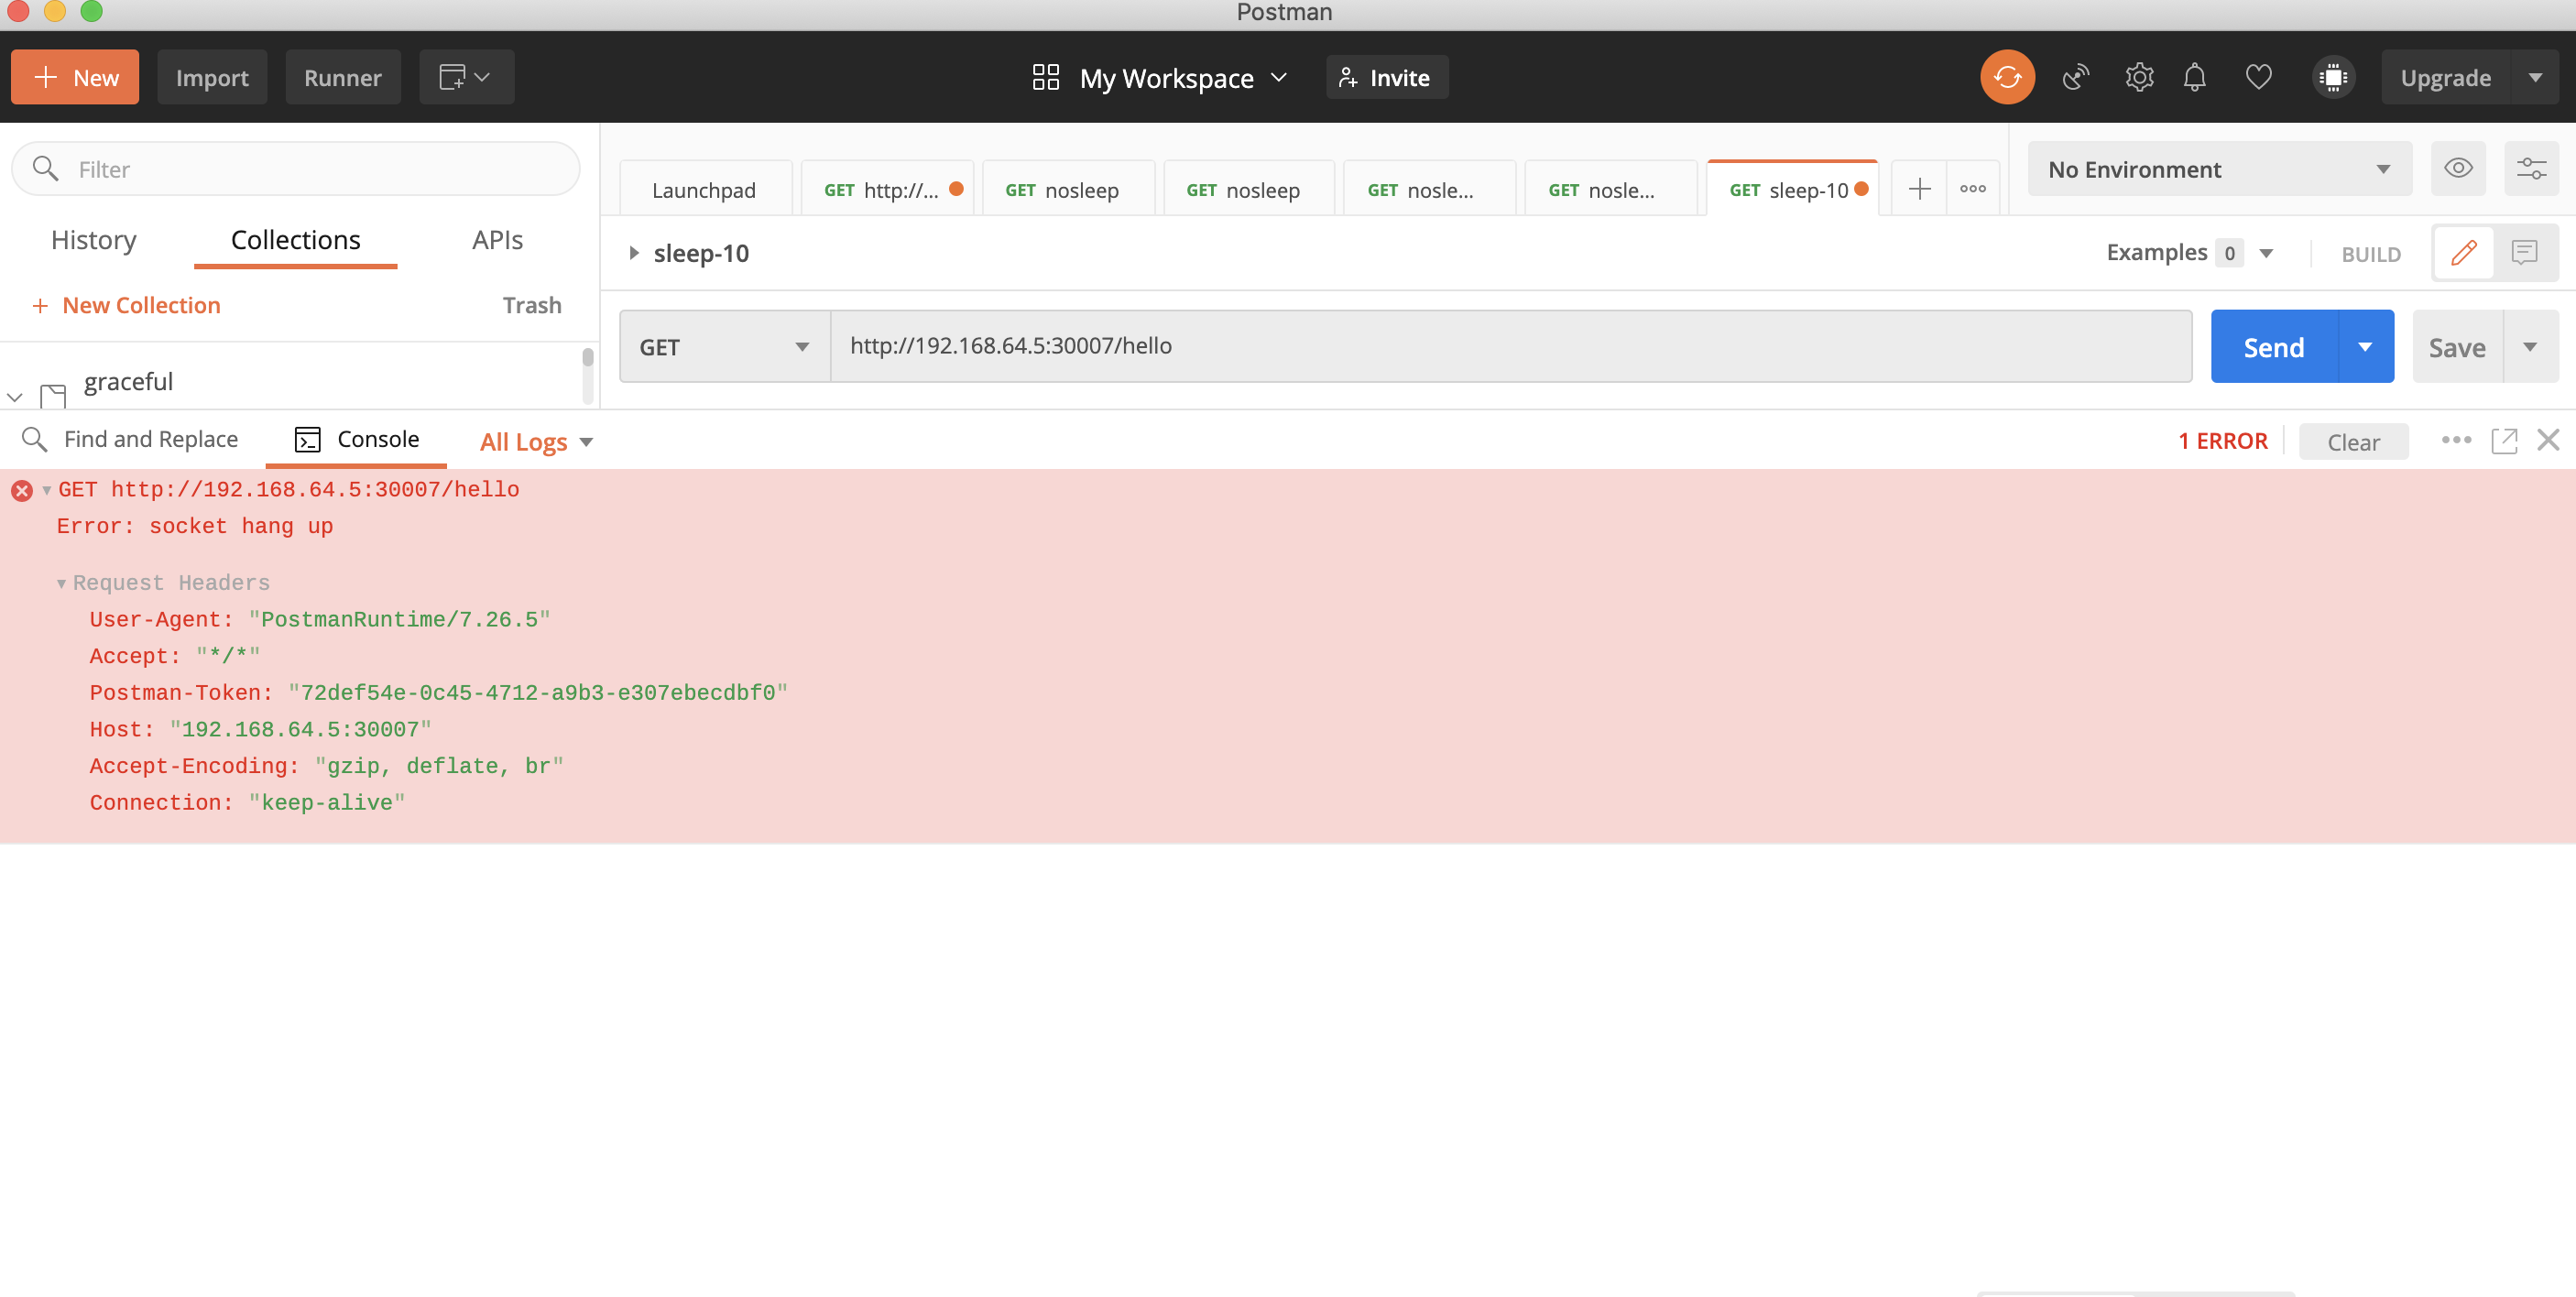 Postman
New
Import
Runner
My Workspace
Invite
Upgrade
Filter
History
Collections
APIs
New Collection
Trash
graceful
Launchpad
GET http://...
GET nosleep
GET nosleep
GET nosle...
GET nosle...
GET sleep-10
No Environment
sleep-10
Examples 0
BUILD
GET
http://192.168.64.5:30007/hello
Send
Save
Find and Replace
Console
All Logs
1 ERROR
Clear
GET http://192.168.64.5:30007/hello
Error: socket hang up
Request Headers
User-Agent: "PostmanRuntime/7.26.5"
Accept: "*/*"
Postman-Token: "72def54e-0c45-4712-a9b3-e307ebecdbf0"
Host: "192.168.64.5:30007"
Accept-Encoding: "gzip, deflate, br"
Connection: "keep-alive"